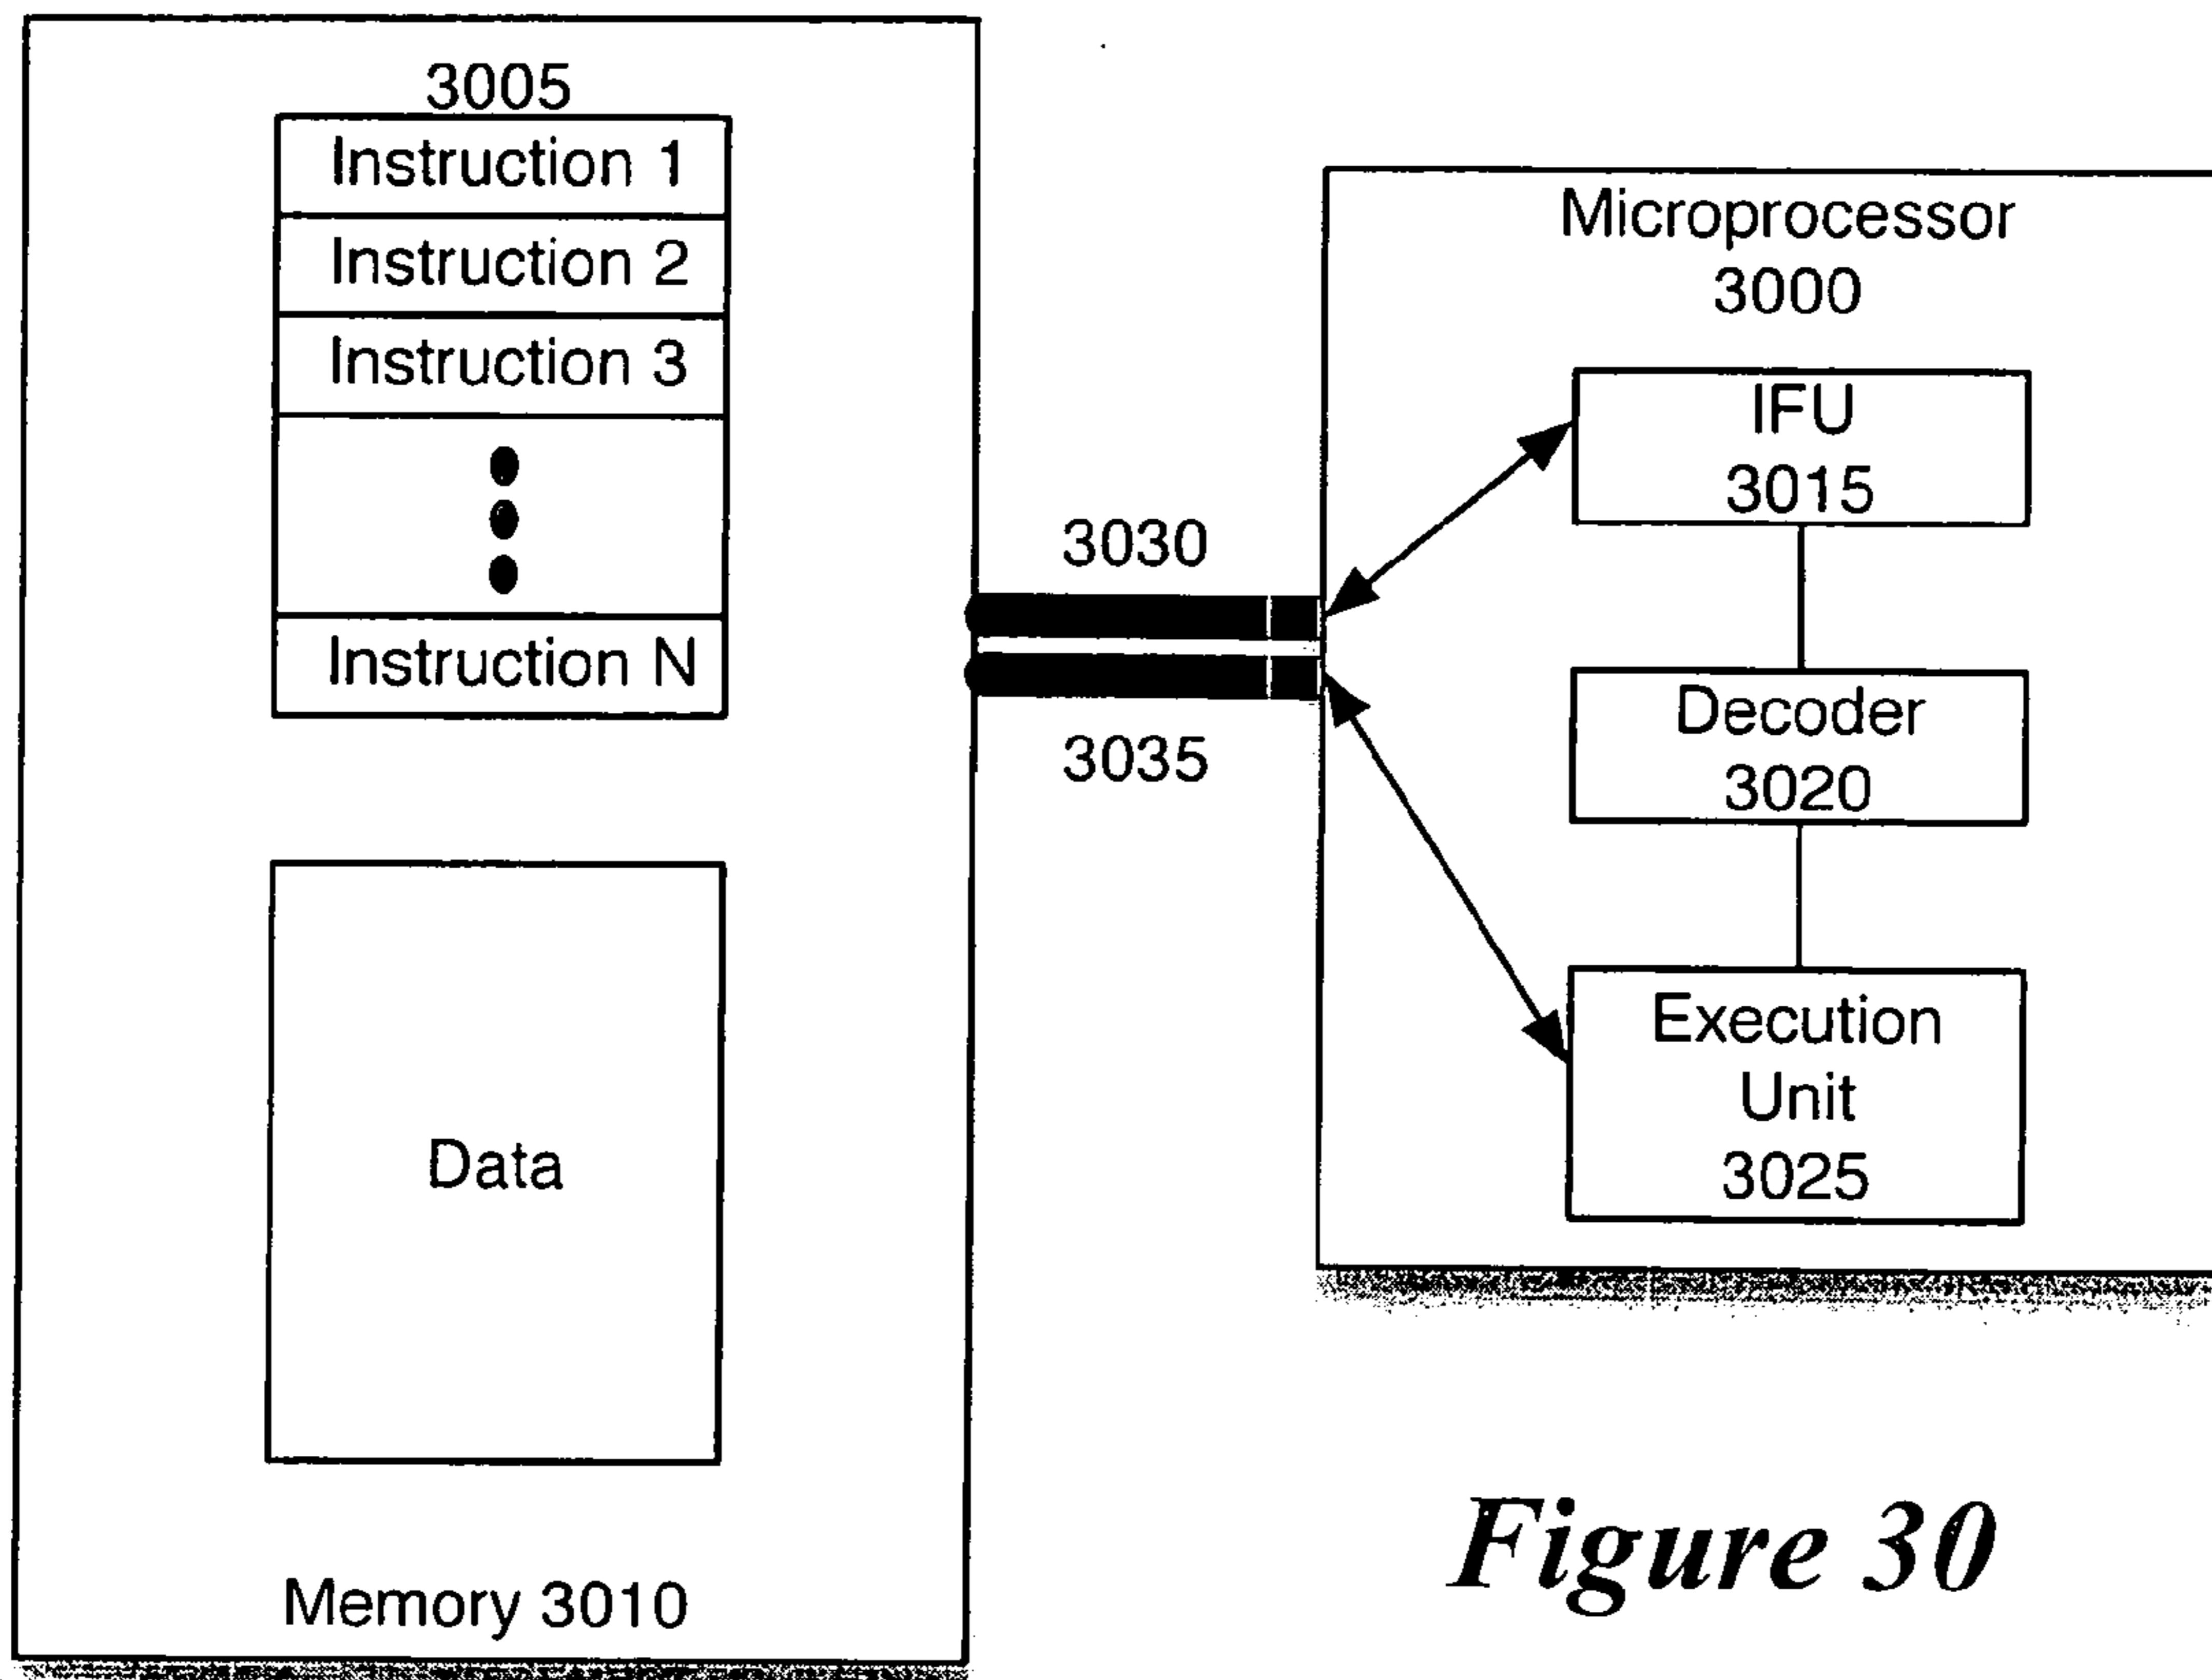 3005
Instruction 1
Instruction 2
Instruction 3
Instruction N
Data
Memory 3010
3030
3035
Microprocessor
3000
IFU
3015
Decoder
3020
Execution
Unit
3025
Figure 30